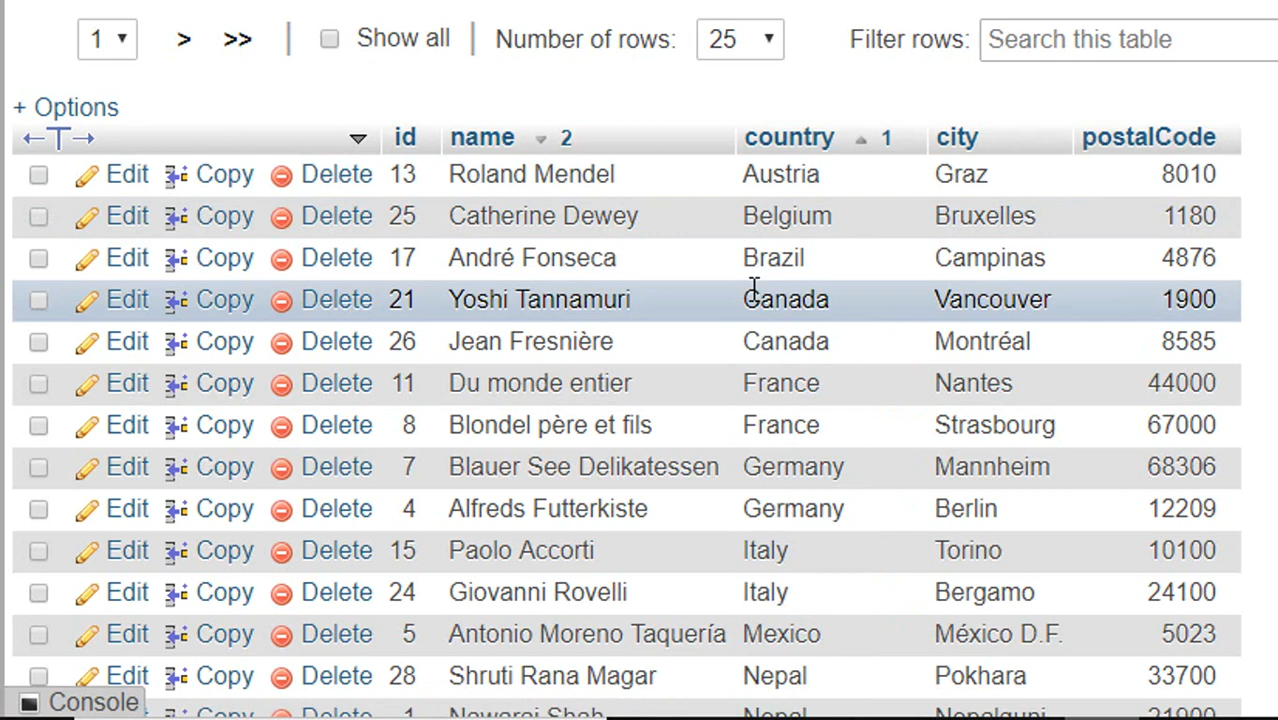 1 > >> Show all Number of rows: 25 Filter rows: Search this table
+ Options
←T→ id name 2 country 1 city postalCode
Edit Copy Delete 13 Roland Mendel Austria Graz 8010
Edit Copy Delete 25 Catherine Dewey Belgium Bruxelles 1180
Edit Copy Delete 17 André Fonseca Brazil Campinas 4876
Edit Copy Delete 21 Yoshi Tannamuri Canada Vancouver 1900
Edit Copy Delete 26 Jean Fresnière Canada Montréal 8585
Edit Copy Delete 11 Du monde entier France Nantes 44000
Edit Copy Delete 8 Blondel père et fils France Strasbourg 67000
Edit Copy Delete 7 Blauer See Delikatessen Germany Mannheim 68306
Edit Copy Delete 4 Alfreds Futterkiste Germany Berlin 12209
Edit Copy Delete 15 Paolo Accorti Italy Torino 10100
Edit Copy Delete 24 Giovanni Rovelli Italy Bergamo 24100
Edit Copy Delete 5 Antonio Moreno Taquería Mexico México D.F. 5023
Edit Copy Delete 28 Shruti Rana Magar Nepal Pokhara 33700
Console
Copy Delete 1 Nawaraj Shah Nepal 21900